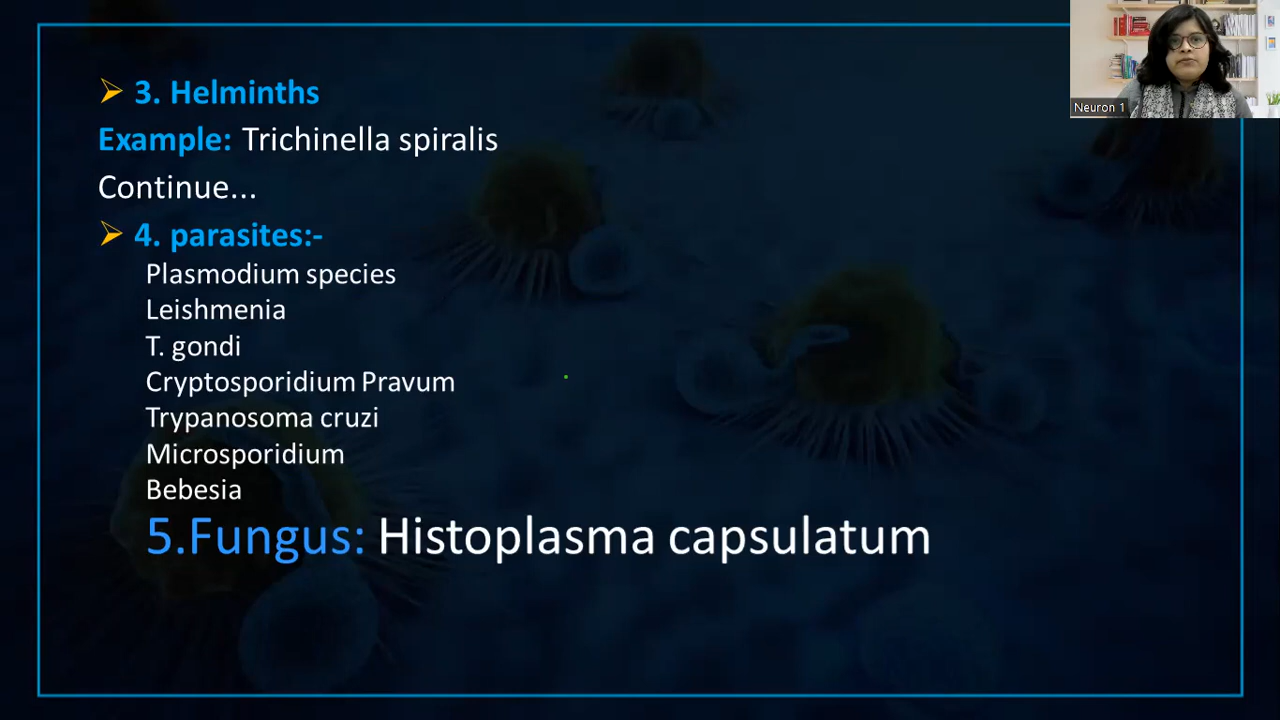 3. Helminths
Example: Trichinella spiralis
Continue...
4. parasites:-
Plasmodium species
Leishmenia
T. gondi
Cryptosporidium Pravum
Trypanosoma cruzi
Microsporidium
Bebesia
5.Fungus: Histoplasma capsulatum
Neuron 1